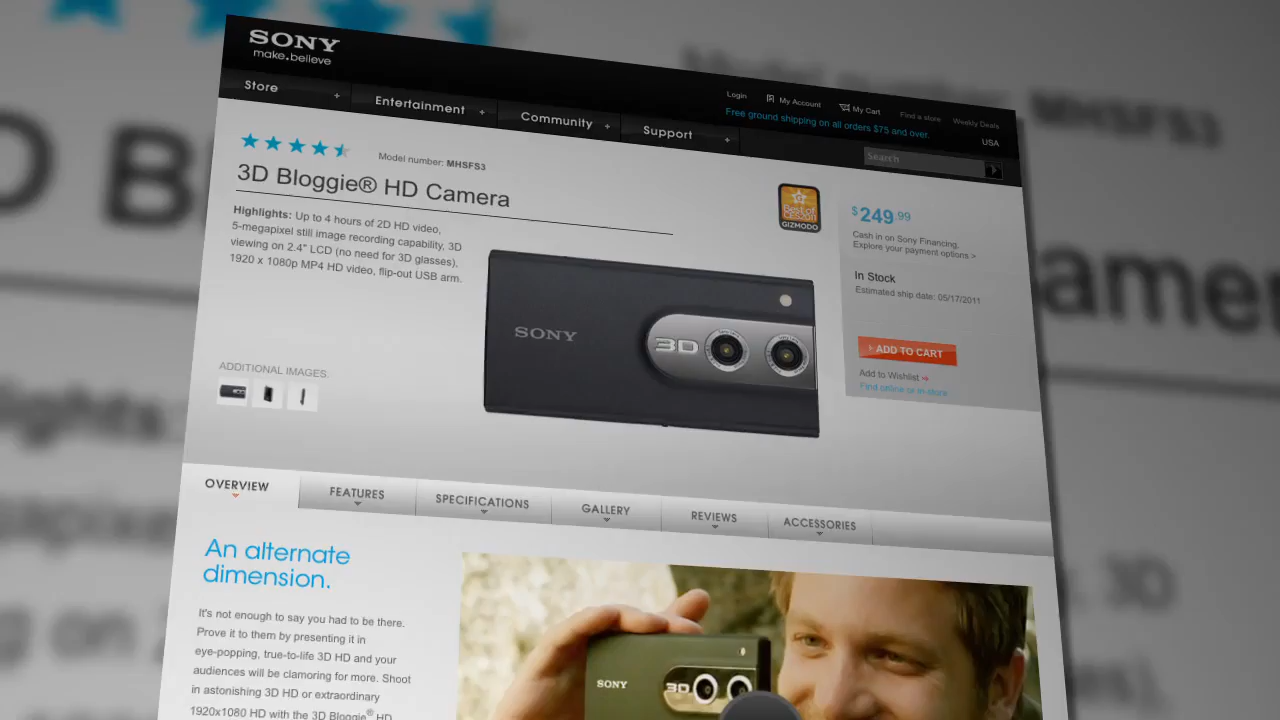 SONY
make.believe
Login
My Account
My Cart
Find a store
Weekly Deals
Free ground shipping on all orders $75 and over.
USA
Store +
Entertainment +
Community +
Support +
Search
Model number: MHSFS3
3D Bloggie® HD Camera
Highlights: Up to 4 hours of 2D HD video,
5-megapixel still image recording capability, 3D
viewing on 2.4" LCD (no need for 3D glasses),
1920 x 1080p MP4 HD video, flip-out USB arm.
Best of
CES2011
GIZMODO
$249.99
Cash in on Sony Financing.
Explore your payment options >
In Stock
Estimated ship date: 05/17/2011
ADD TO CART
Add to Wishlist
Find online or in-store
SONY
3D
ADDITIONAL IMAGES:
OVERVIEW
FEATURES
SPECIFICATIONS
GALLERY
REVIEWS
ACCESSORIES
An alternate
dimension.
It's not enough to say you had to be there.
Prove it to them by presenting it in
eye-popping, true-to-life 3D HD and your
audiences will be clamoring for more. Shoot
in astonishing 3D HD or extraordinary
1920x1080 HD with the 3D Bloggie® HD
SONY
3D